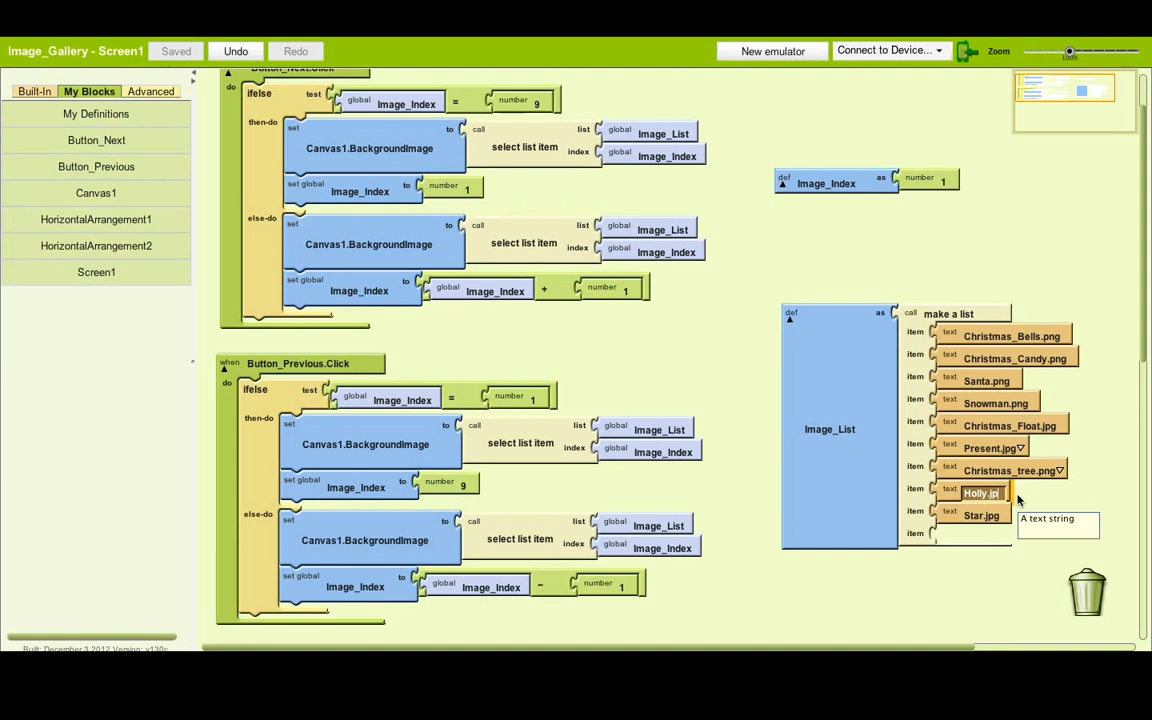 Image_Gallery - Screen1
Saved
Undo
Redo
New emulator
Connect to Device...
Zoom
100%
Built-In
My Blocks
Advanced
My Definitions
Button_Next
Button_Previous
Canvas1
HorizontalArrangement1
HorizontalArrangement2
Screen1
Button_Next.Click
do
ifelse test global Image_Index = number 9
then-do
set Canvas1.BackgroundImage to call select list item list global Image_List
index global Image_Index
set global Image_Index to number 1
else-do
set Canvas1.BackgroundImage to call select list item list global Image_List
index global Image_Index
set global Image_Index to global Image_Index + number 1
when Button_Previous.Click
do
ifelse test global Image_Index = number 1
then-do
set Canvas1.BackgroundImage to call select list item list global Image_List
index global Image_Index
set global Image_Index to number 9
else-do
set Canvas1.BackgroundImage to call select list item list global Image_List
index global Image_Index
set global Image_Index to global Image_Index − number 1
def Image_Index as number 1
def Image_List as call make a list
item text Christmas_Bells.png
item text Christmas_Candy.png
item text Santa.png
item text Snowman.png
item text Christmas_Float.jpg
item text Present.jpg
item text Christmas_tree.png
item text Holly.jp
item text Star.jpg
item
A text string
Built: December 3 2012 Version: v130c